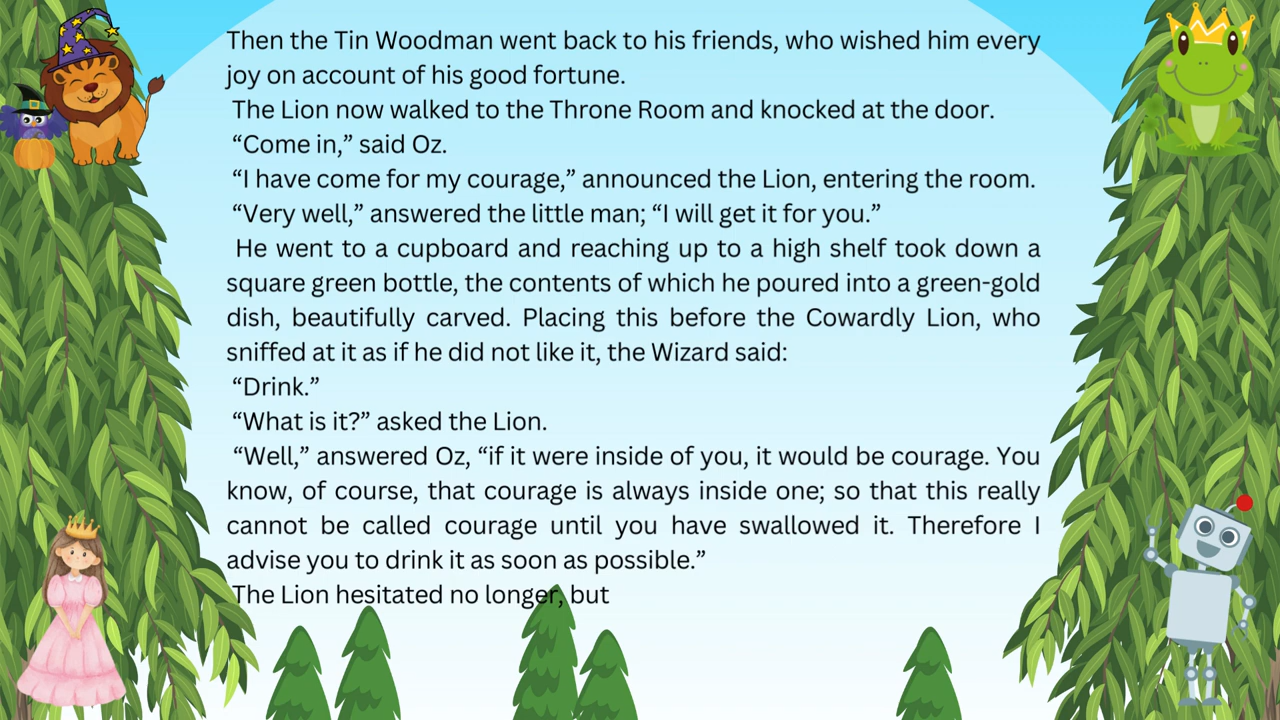 Then the Tin Woodman went back to his friends, who wished him every
joy on account of his good fortune.
The Lion now walked to the Throne Room and knocked at the door.
“Come in,” said Oz.
“I have come for my courage,” announced the Lion, entering the room.
“Very well,” answered the little man; “I will get it for you.”
He went to a cupboard and reaching up to a high shelf took down a
square green bottle, the contents of which he poured into a green-gold
dish, beautifully carved. Placing this before the Cowardly Lion, who
sniffed at it as if he did not like it, the Wizard said:
“Drink.”
“What is it?” asked the Lion.
“Well,” answered Oz, “if it were inside of you, it would be courage. You
know, of course, that courage is always inside one; so that this really
cannot be called courage until you have swallowed it. Therefore I
advise you to drink it as soon as possible.”
The Lion hesitated no longer, but